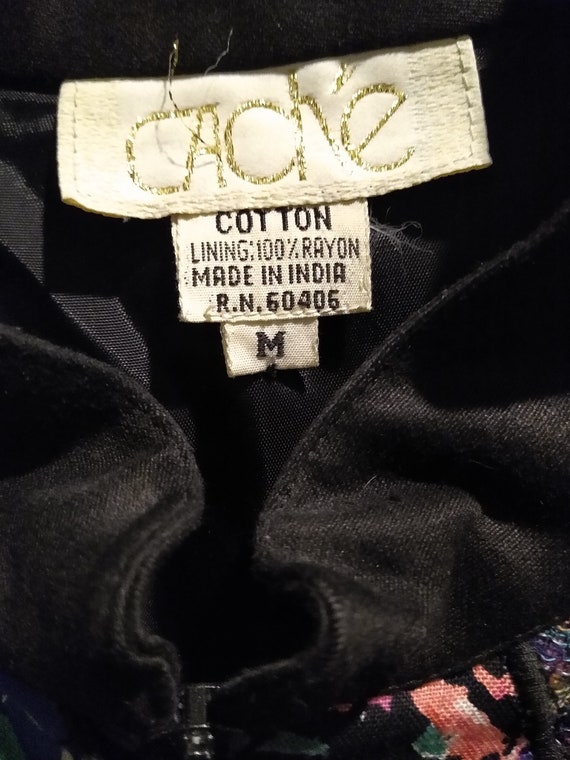 Caché
COTTON
LINING:100% RAYON
MADE IN INDIA
R.N. 60406
M